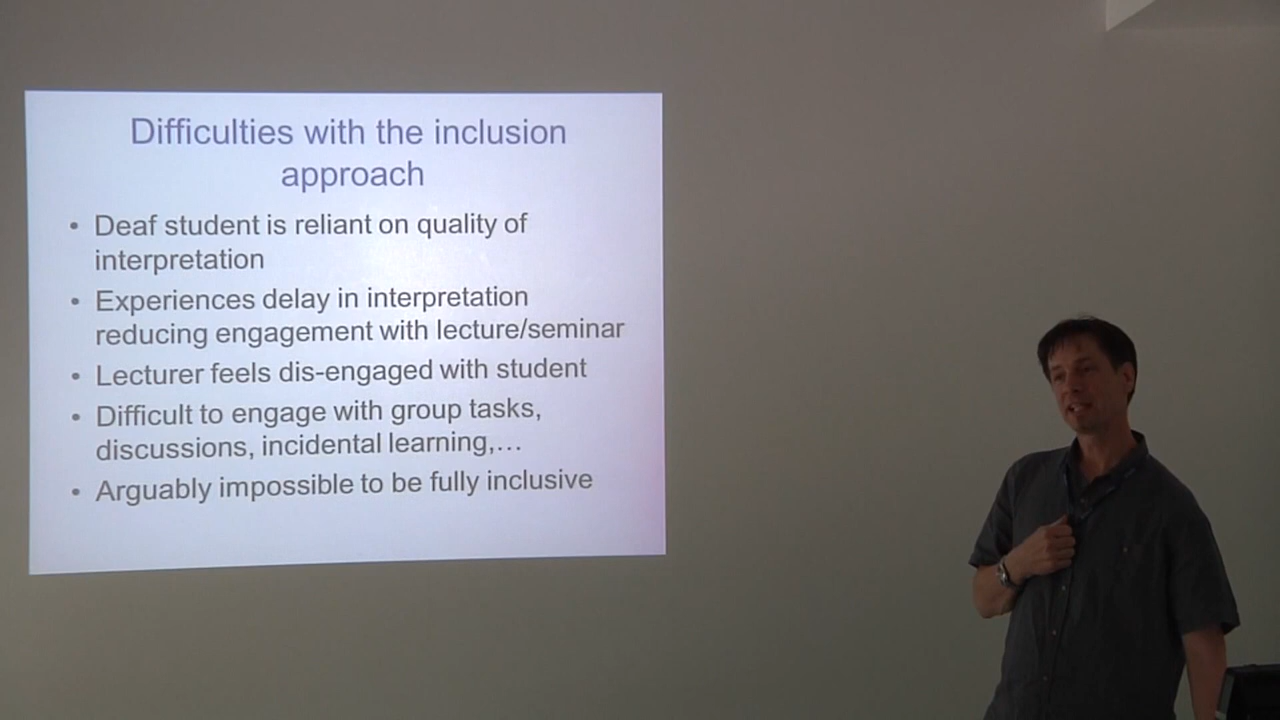 Difficulties with the inclusion
approach
• Deaf student is reliant on quality of
interpretation
• Experiences delay in interpretation
reducing engagement with lecture/seminar
• Lecturer feels dis-engaged with student
• Difficult to engage with group tasks,
discussions, incidental learning,…
• Arguably impossible to be fully inclusive